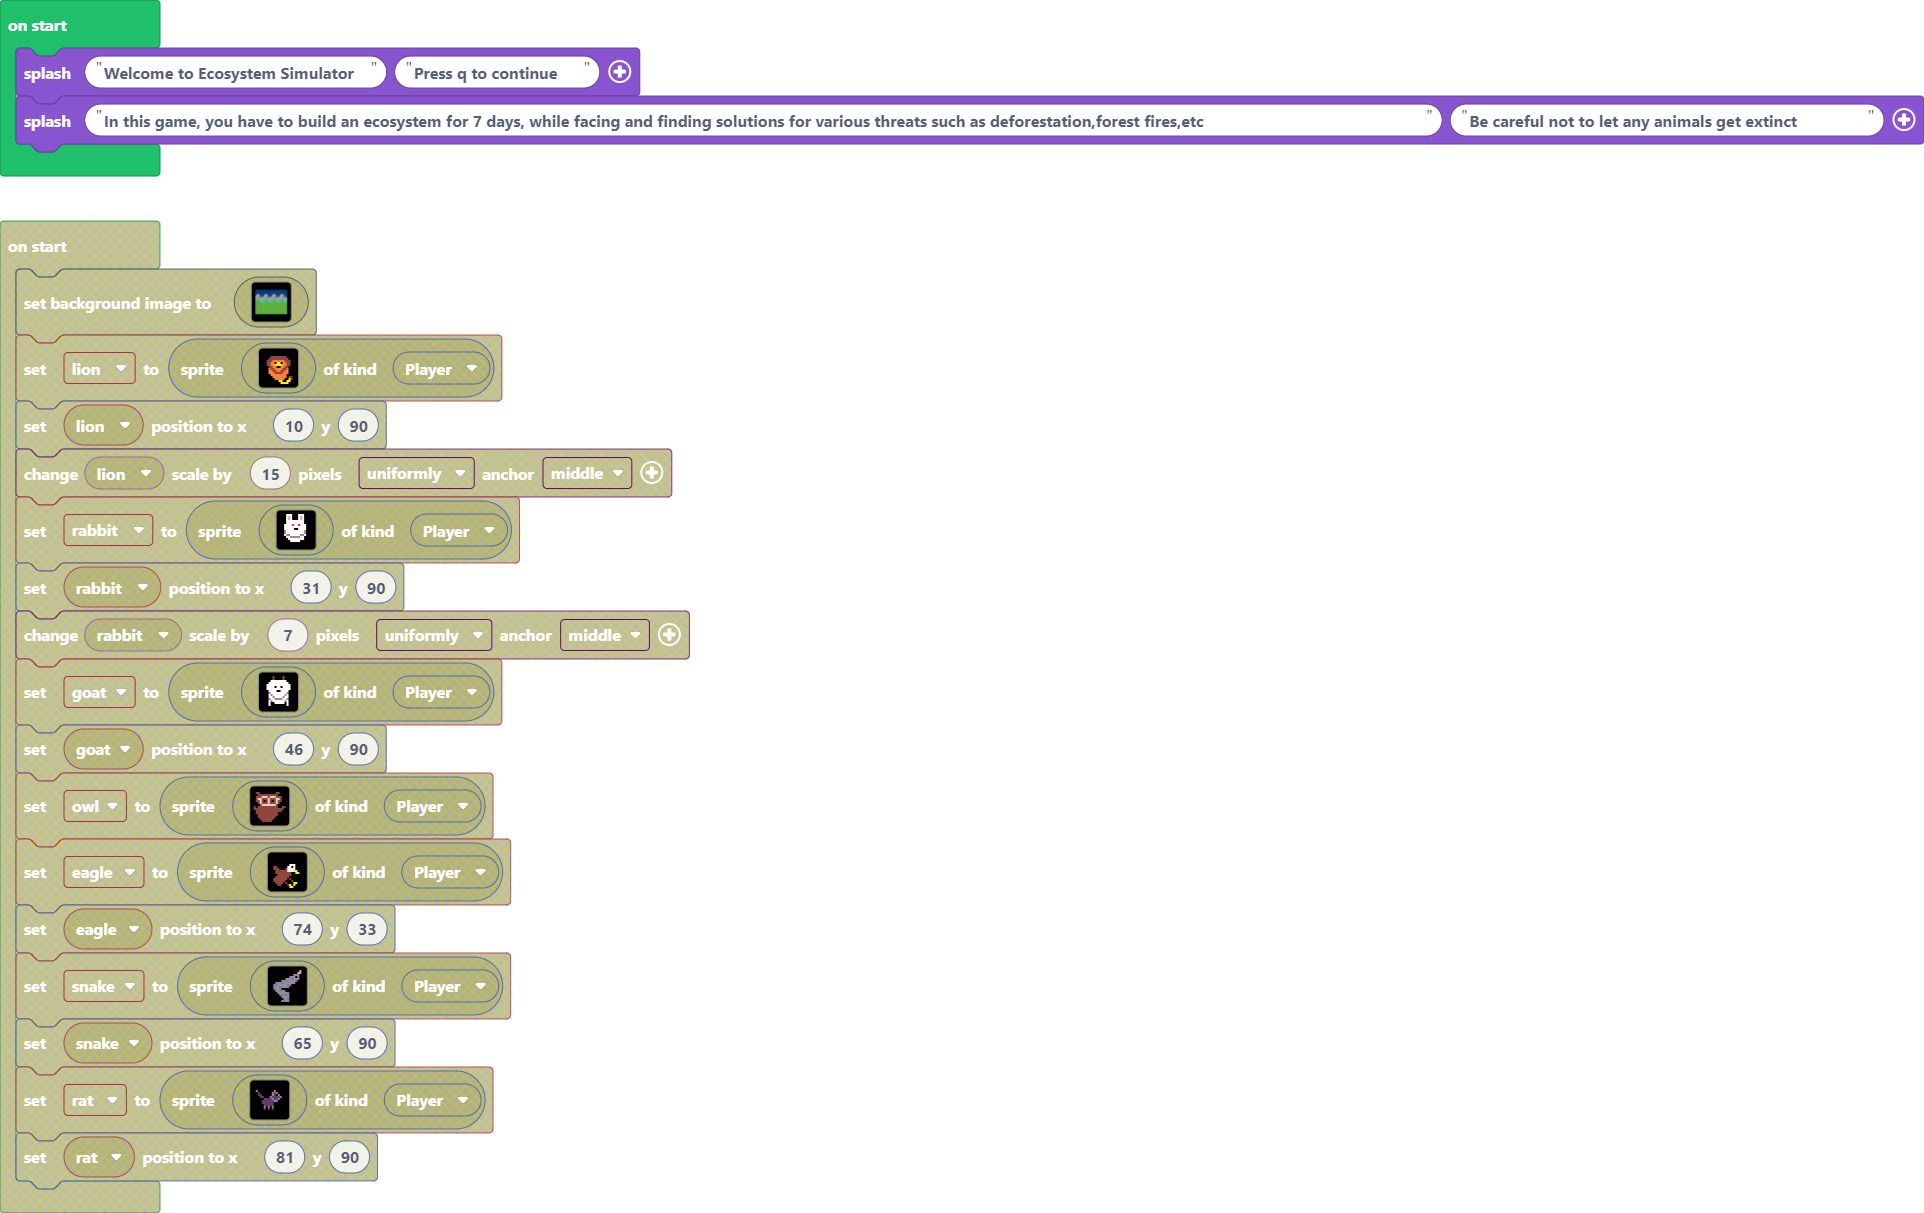 on start
splash "Welcome to Ecosystem Simulator" "Press q to continue"
splash "In this game, you have to build an ecosystem for 7 days, while facing and finding solutions for various threats such as deforestation,forest fires,etc" "Be careful not to let any animals get extinct"
on start
set background image to
set lion to sprite of kind Player
set lion position to x 10 y 90
change lion scale by 15 pixels uniformly anchor middle
set rabbit to sprite of kind Player
set rabbit position to x 31 y 90
change rabbit scale by 7 pixels uniformly anchor middle
set goat to sprite of kind Player
set goat position to x 46 y 90
set owl to sprite of kind Player
set eagle to sprite of kind Player
set eagle position to x 74 y 33
set snake to sprite of kind Player
set snake position to x 65 y 90
set rat to sprite of kind Player
set rat position to x 81 y 90